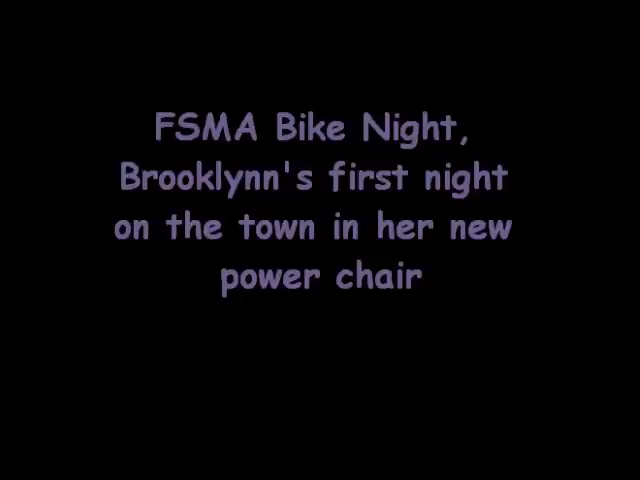 FSMA Bike Night,
Brooklynn's first night
on the town in her new
power chair